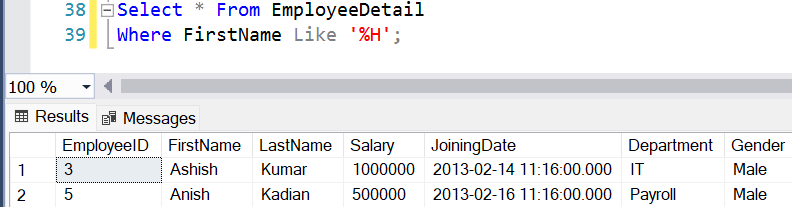 38 Select * From EmployeeDetail
39 Where FirstName Like '%H';
100 %
Results Messages
EmployeeID FirstName LastName Salary JoiningDate Department Gender
1 3 Ashish Kumar 1000000 2013-02-14 11:16:00.000 IT Male
2 5 Anish Kadian 500000 2013-02-16 11:16:00.000 Payroll Male